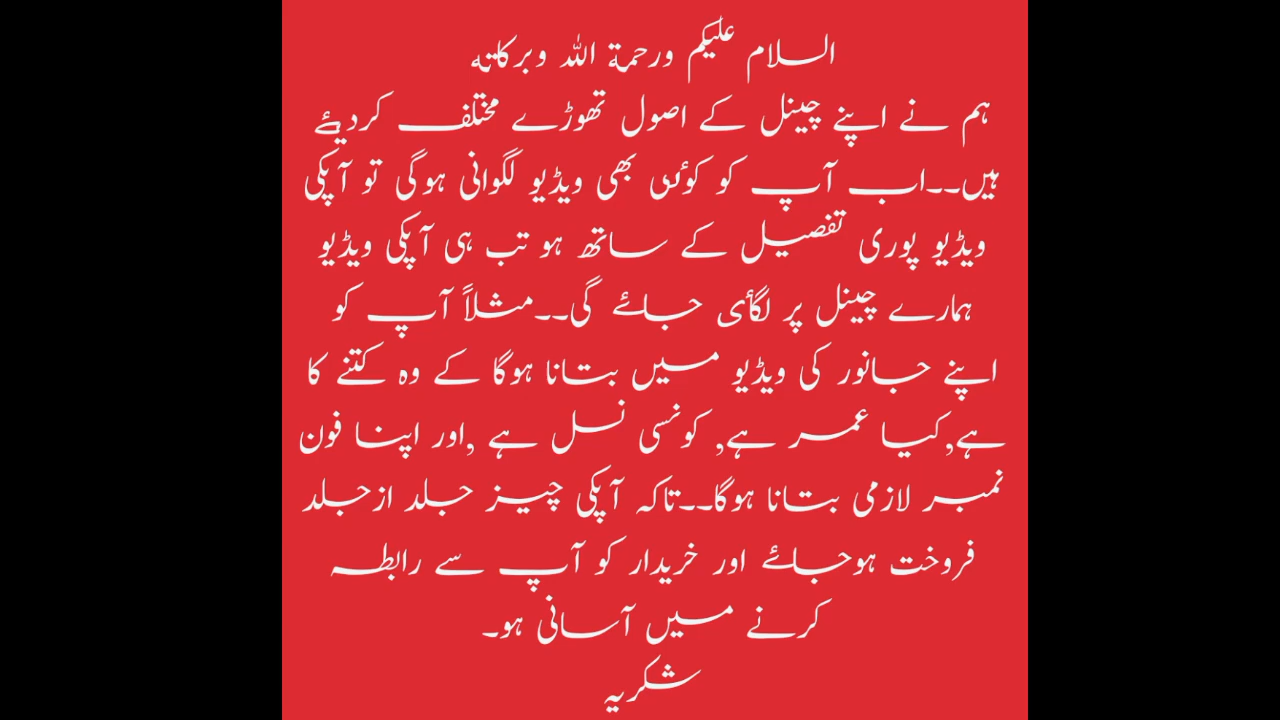 السلام علیکم ورحمة اللہ وبرکاته
ہم نے اپنے چینل کے اصول تھوڑے مختلف کردیئے
ہیں۔۔اب آپ کو کوئی بھی ویڈیو لگوانی ہوگی تو آپکی
ویڈیو پوری تفصیل کے ساتھ ہو تب ہی آپکی ویڈیو
ہمارے چینل پر لگائی جائے گی۔۔مثلاً آپ کو
اپنے جانور کی ویڈیو میں بتانا ہوگا کے وہ کتنے کا
ہے,کیا عمر ہے, کونسی نسل ہے ,اور اپنا فون
نمبر لازمی بتانا ہوگا۔۔تاکہ آپکی چیز جلد ازجلد
فروخت ہوجائے اور خریدار کو آپ سے رابطہ
کرنے میں آسانی ہو۔
شکریہ